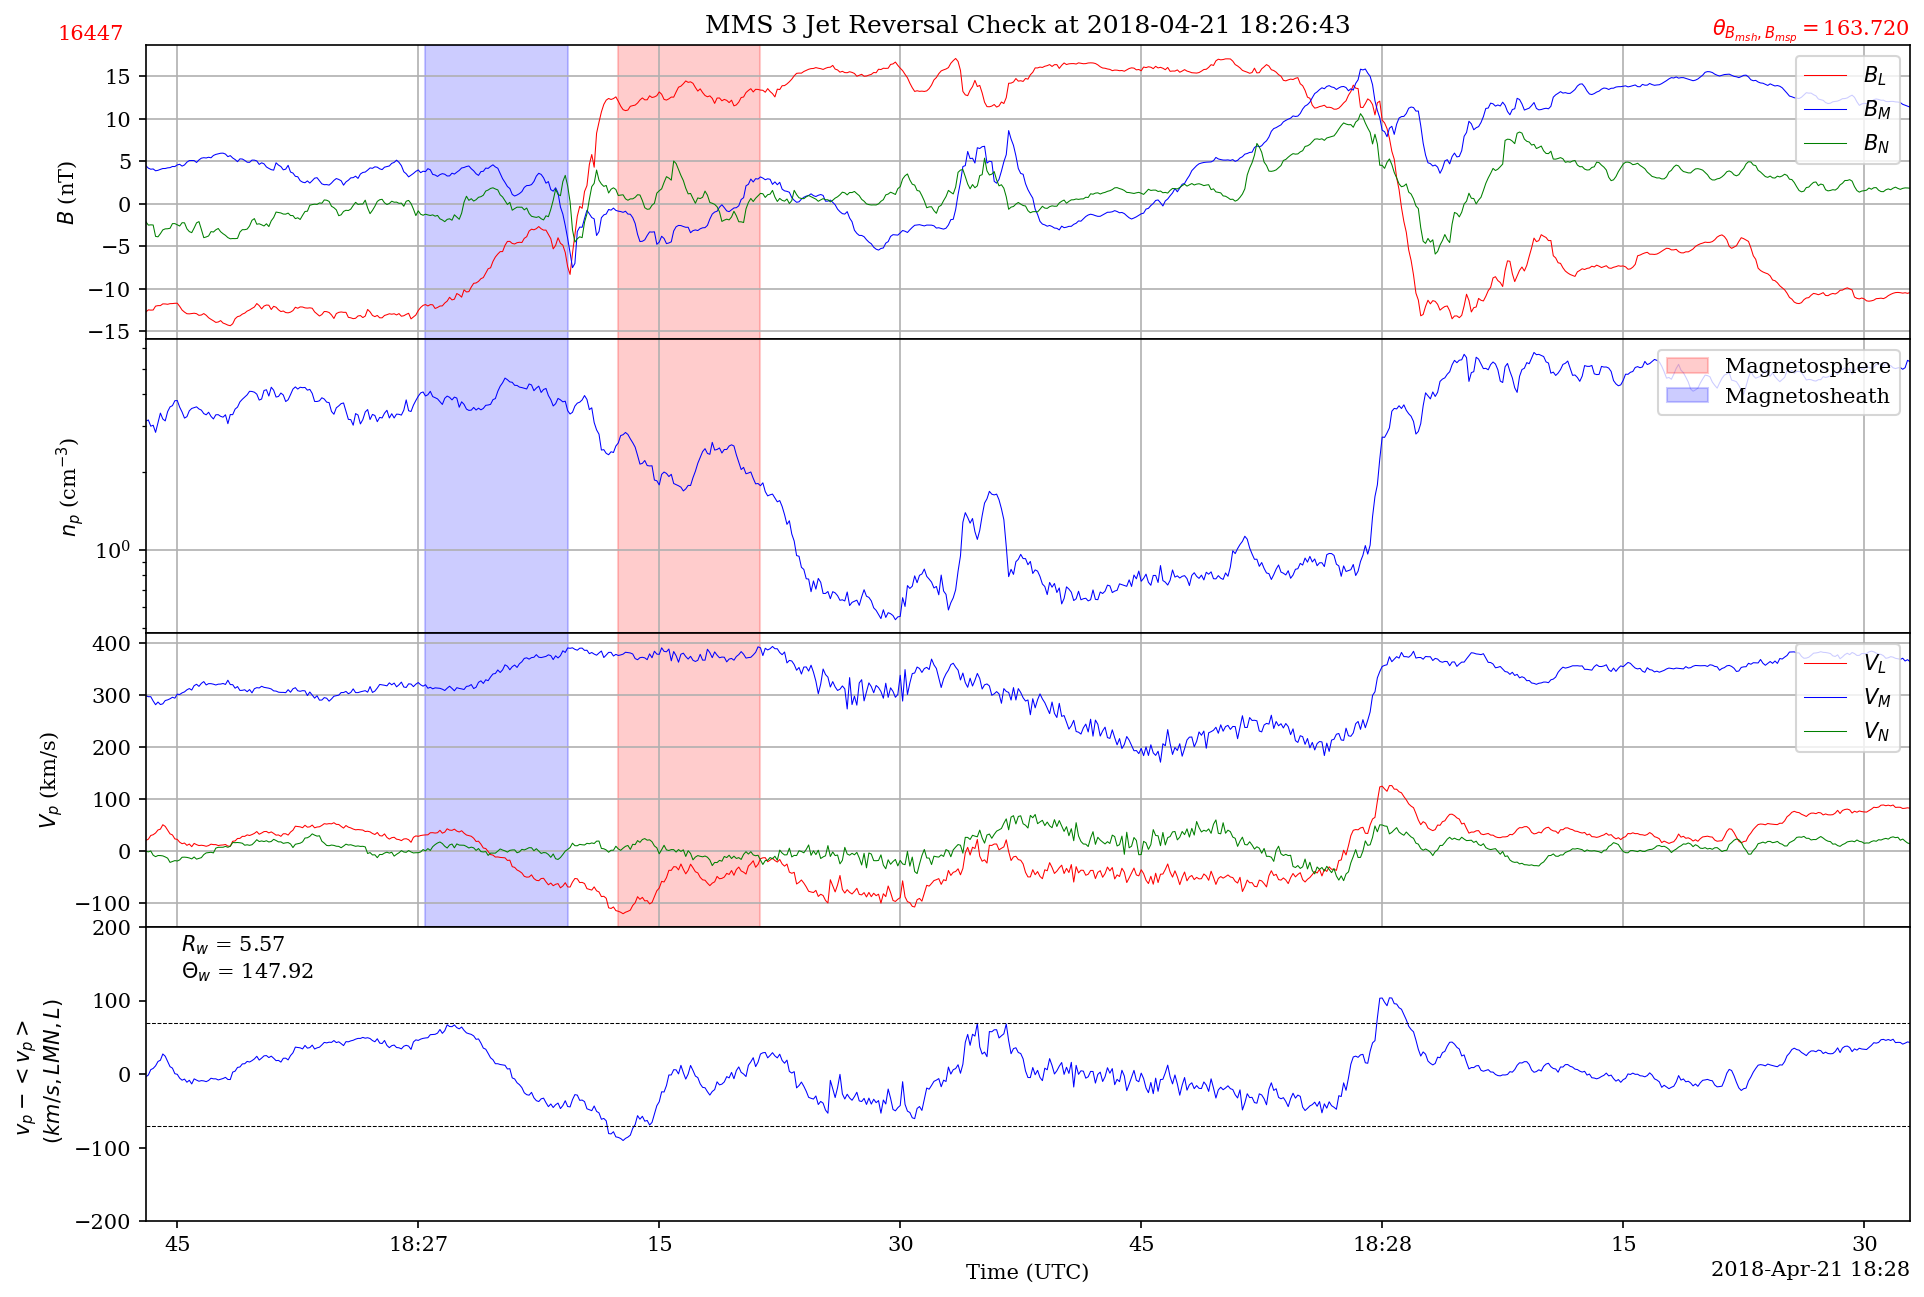 MMS 3 Jet Reversal Check at 2018-04-21 18:26:43
16447
θ_{B_{msh}, B_{msp}} = 163.720
15
10
5
0
−5
−10
−15
B (nT)
B_L
B_M
B_N
10^0
n_p (cm^{−3})
Magnetosphere
Magnetosheath
400
300
200
100
0
−100
V_p (km/s)
V_L
V_M
V_N
200
100
0
−100
−200
v_p − < v_p >
(km/s, LMN, L)
R_w = 5.57
Θ_w = 147.92
45
18:27
15
30
45
18:28
15
30
Time (UTC)
2018-Apr-21 18:28